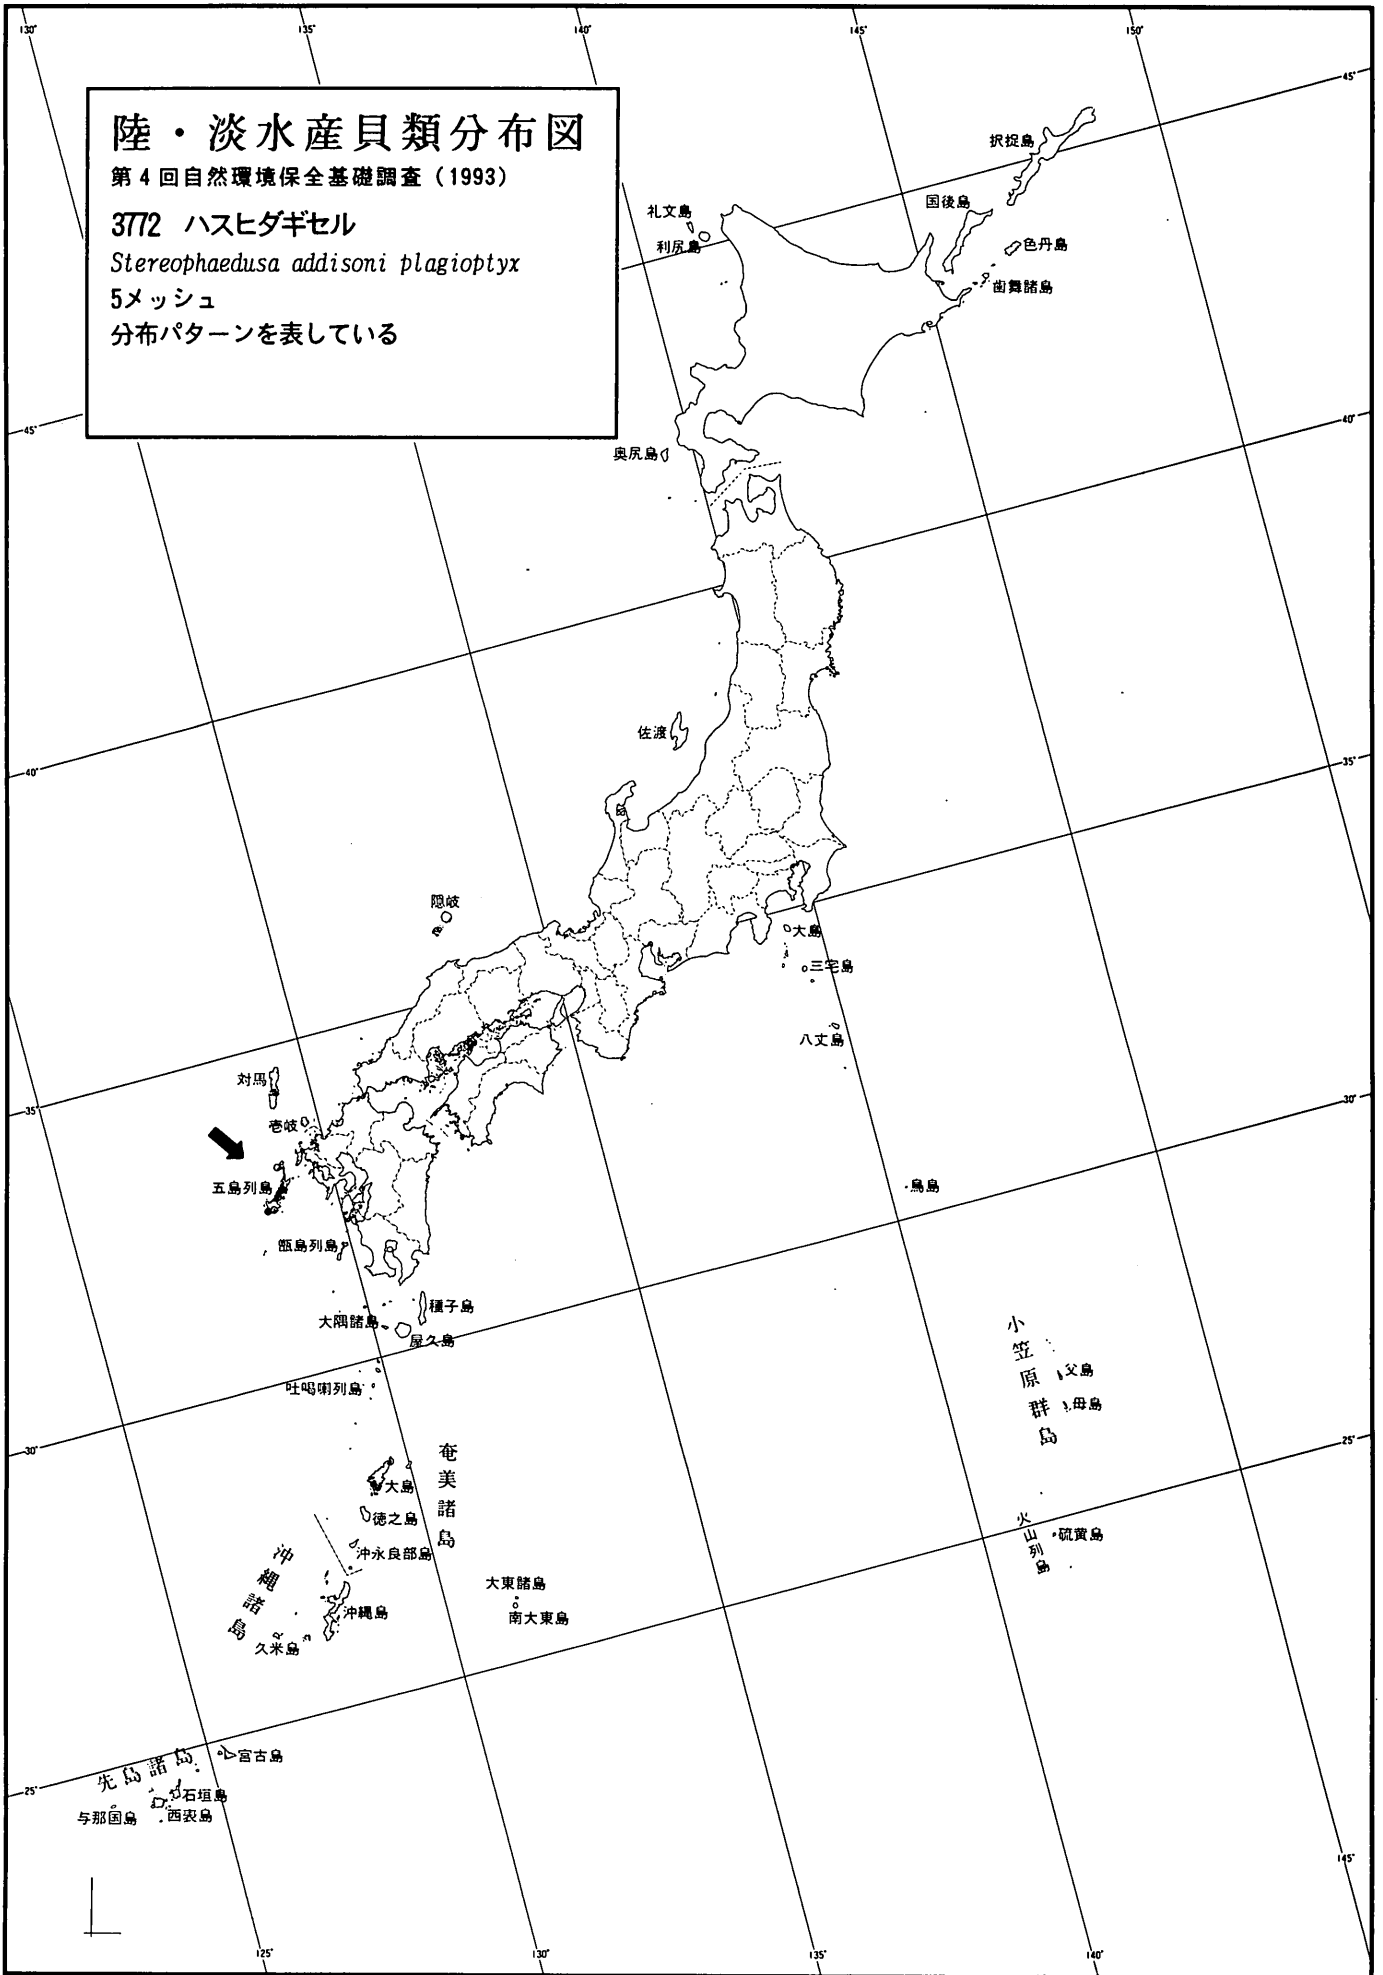 130°
135°
140°
145°
150°
45°
陸・淡水産貝類分布図
第4回自然環境保全基礎調査(1993)
3772 ハスヒダギセル
Stereophaedusa addisoni plagioptyx
5メッシュ
分布パターンを表している
択捉島
国後島
礼文島
利尻島
色丹島
歯舞諸島
45°
40°
奥尻島
佐渡
40°
35°
隠岐
大島
三宅島
八丈島
対馬
35°
壱岐
30°
五島列島
鳥島
甑島列島
種子島
大隅諸島
屋久島
小笠原群島
父島
吐噶喇列島
母島
30°
25°
奄美諸島
大島
徳之島
火山列島
硫黄島
沖永良部島
沖縄諸島
大東諸島
沖縄島
南大東島
久米島
先島諸島
宮古島
25°
石垣島
与那国島
西表島
145°
125°
130°
135°
140°